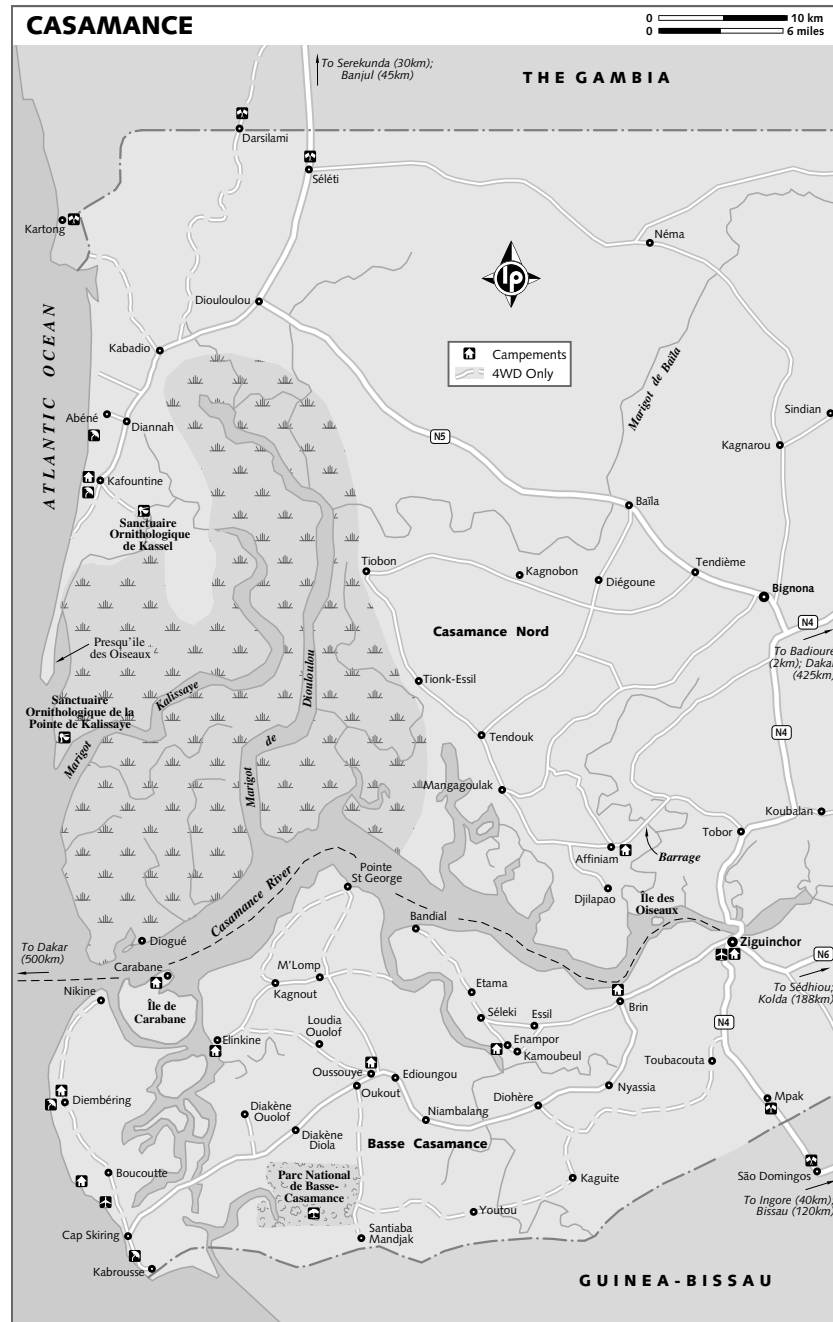 CASAMANCE
0 10 km
0 6 miles
To Serekunda (30km);
Banjul (45km)
THE GAMBIA
Darsilami
Séléti
Kartong
Néma
lp
Diouloulou
ATLANTIC OCEAN
Kabadio
Campements
4WD Only
Marigot de Baïla
Sindian
Abéné
Diannah
N5
Kagnarou
Kafountine
Baïla
Sanctuaire
Ornithologique
de Kassel
Tiobon
Kagnobon
Diégoune
Tendième
Bignona
N4
Casamance Nord
Presqu'ile
des Oiseaux
To Badioure
(2km); Dakar
(425km)
Diouloulou
Tionk-Essil
Kalissaye
Sanctuaire
Ornithologique de la
Pointe de Kalissaye
Marigot
de
Marigot
Tendouk
N4
Mangagoulak
Koubalan
Tobor
Affiniam
Barrage
Pointe
St George
Casamance River
Djilapao
Île des
Oiseaux
Bandial
Diogué
To Dakar
(500km)
Ziguinchor
N6
Carabane
M'Lomp
Kagnout
Etama
To Sédhiou;
Kolda (188km)
Nikine
Île de
Carabane
Brin
Séleki
Essil
N4
Loudia
Ouolof
Elinkine
Enampor
Kamoubeul
Toubacouta
Oussouye
Edioungou
Oukout
Nyassia
Mpak
Diembéring
Diohère
Diakène
Ouolof
Niambalang
Diakène
Diola
Basse Casamance
Boucoutte
Parc National
de Basse-
Casamance
Kaguite
São Domingos
To Ingore (40km),
Bissau (120km)
Youtou
Cap Skiring
Santiaba
Mandjak
Kabrousse
GUINEA-BISSAU